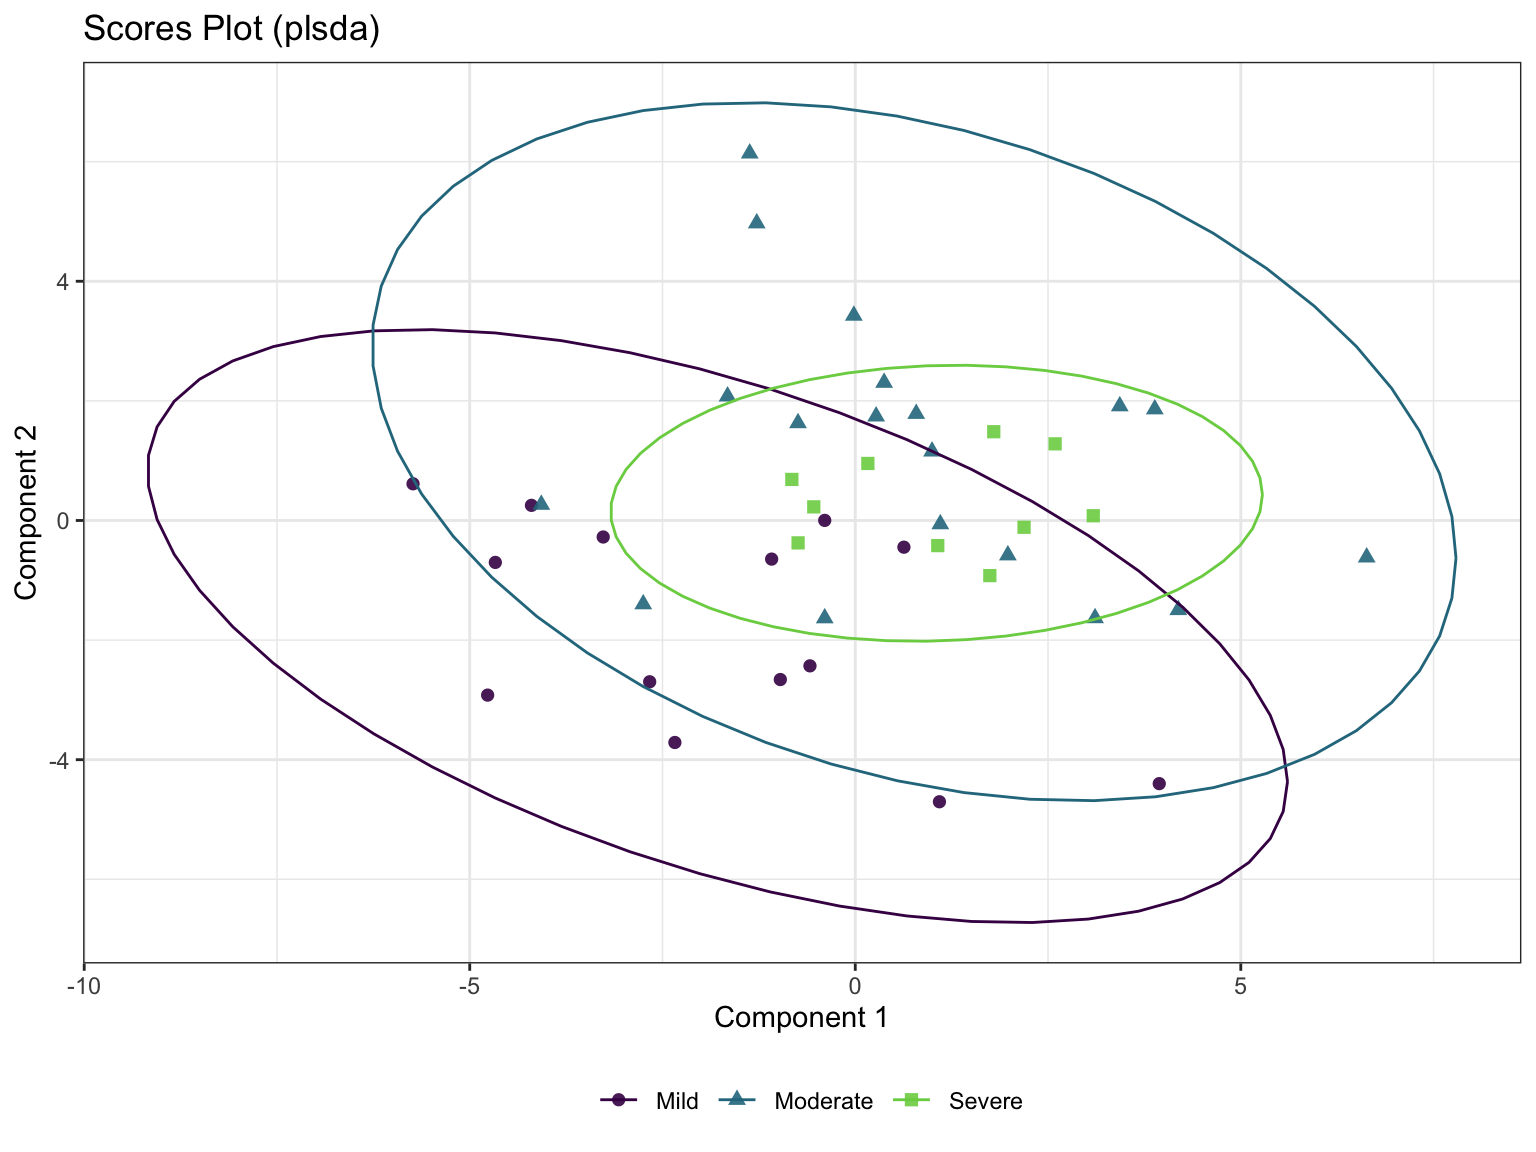 Scores Plot (plsda)
Component 2
4
0
-4
-10 -5 0 5
Component 1
Mild Moderate Severe